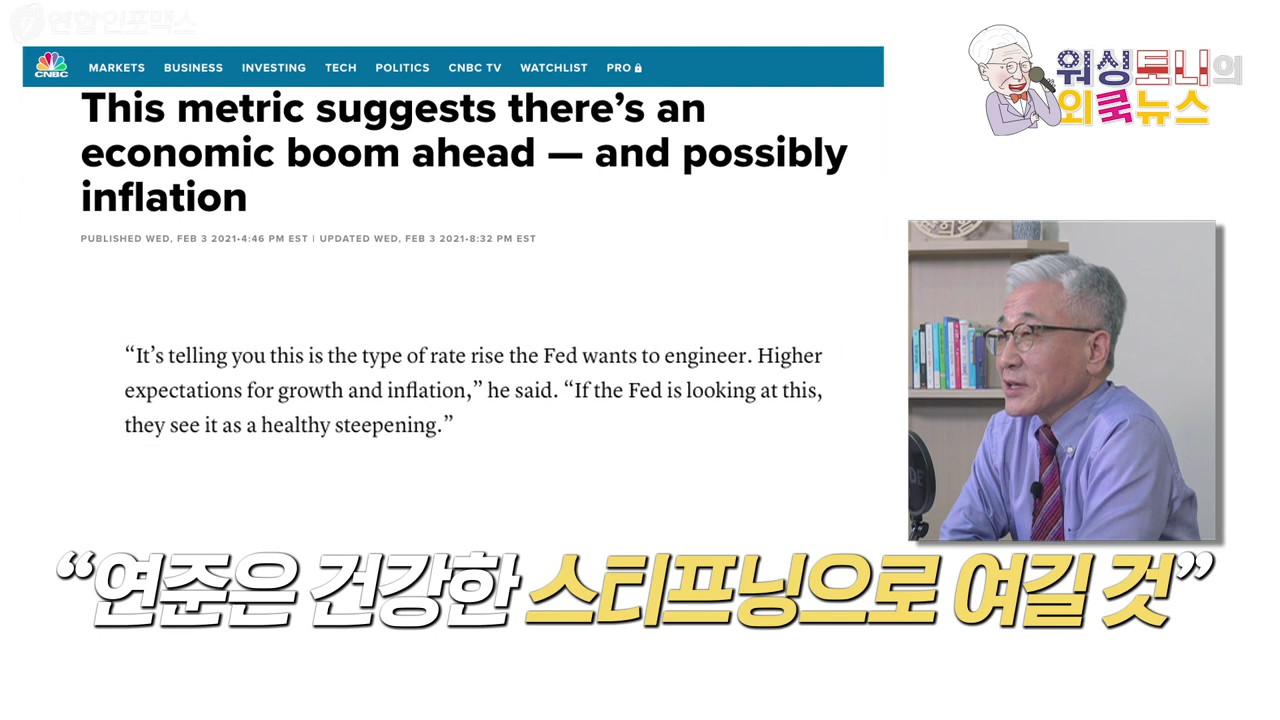 연합인포맥스
CNBC
MARKETS BUSINESS INVESTING TECH POLITICS CNBC TV WATCHLIST PRO
워싱토니의
외쿡뉴스
This metric suggests there’s an
economic boom ahead — and possibly
inflation
PUBLISHED WED, FEB 3 2021•4:46 PM EST | UPDATED WED, FEB 3 2021•8:32 PM EST
“It’s telling you this is the type of rate rise the Fed wants to engineer. Higher
expectations for growth and inflation,” he said. “If the Fed is looking at this,
they see it as a healthy steepening.”
“연준은 건강한 스티프닝으로 여길 것”